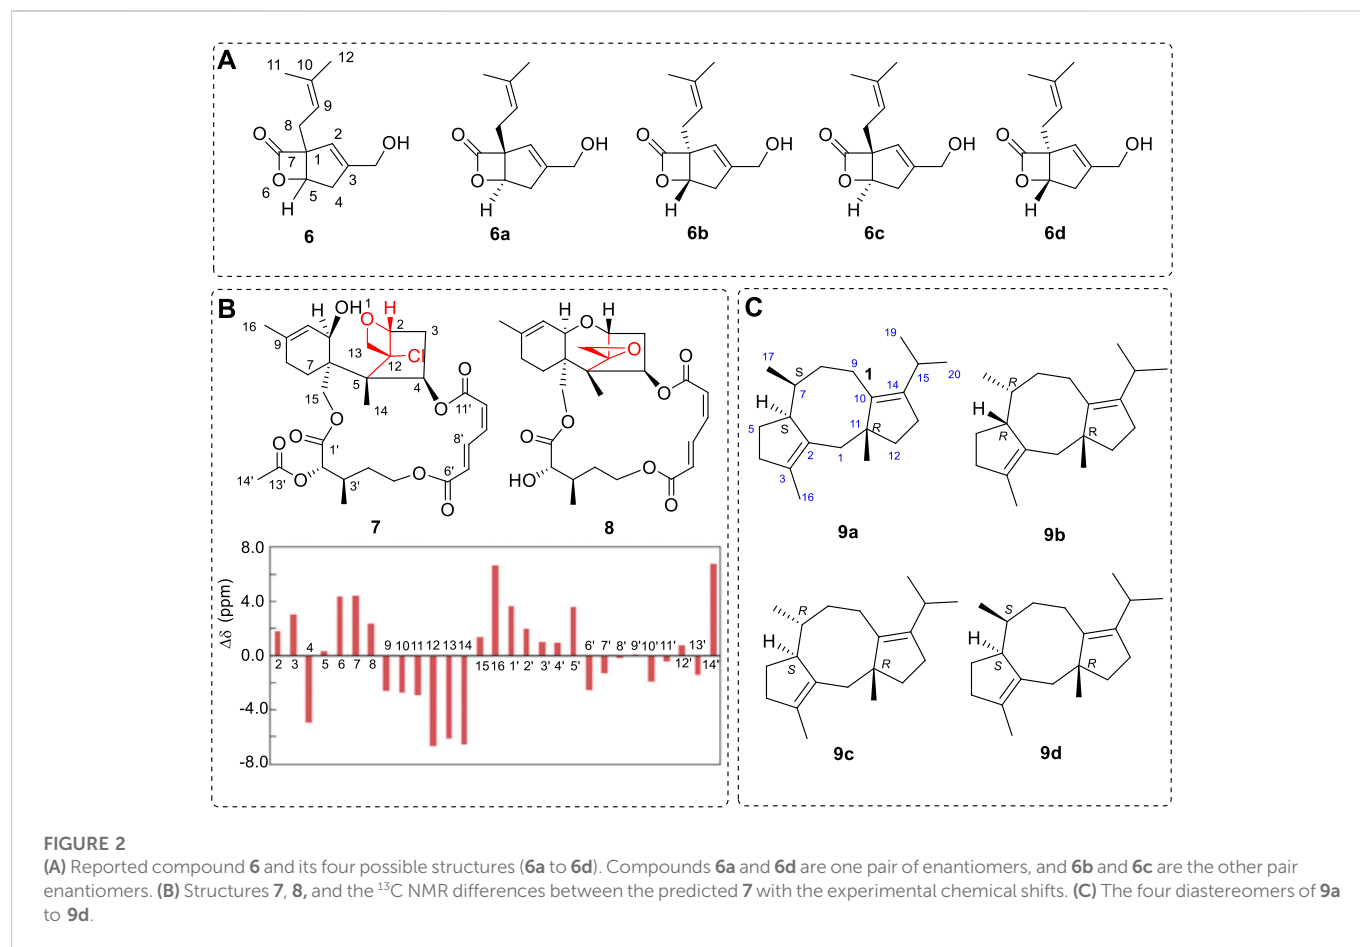 A
11
10
12
9
8
O
2
OH
7
1
O
3
6
5
4
H
6
O
OH
O
H
6a
O
OH
O
H
6b
O
OH
O
H
6c
O
OH
O
H
6d
B
H
OH
1
O
H
2
3
16
9
13
Cl
12
7
5
4
O
15
14
O
11'
O
O
1'
8'
O
O
6'
14'
13'
O
3'
O
O
7
H
O
H
O
O
O
O
O
HO
O
O
8
8.0
4.0
0.0
-4.0
-8.0
Δδ (ppm)
2
3
4
5
6
7
8
9
10
11
12
13
14
15
16
1'
2'
3'
4'
5'
6'
7'
8'
9'
10'
11'
12'
13'
14'
C
19
17
9
1
20
S
15
7
14
H
10
5
S
11
R
2
1
12
3
16
9a
R
H
R
R
9b
R
H
S
R
9c
S
H
S
R
9d
FIGURE 2
(A) Reported compound 6 and its four possible structures (6a to 6d). Compounds 6a and 6d are one pair of enantiomers, and 6b and 6c are the other pair
enantiomers. (B) Structures 7, 8, and the 13C NMR differences between the predicted 7 with the experimental chemical shifts. (C) The four diastereomers of 9a
to 9d.